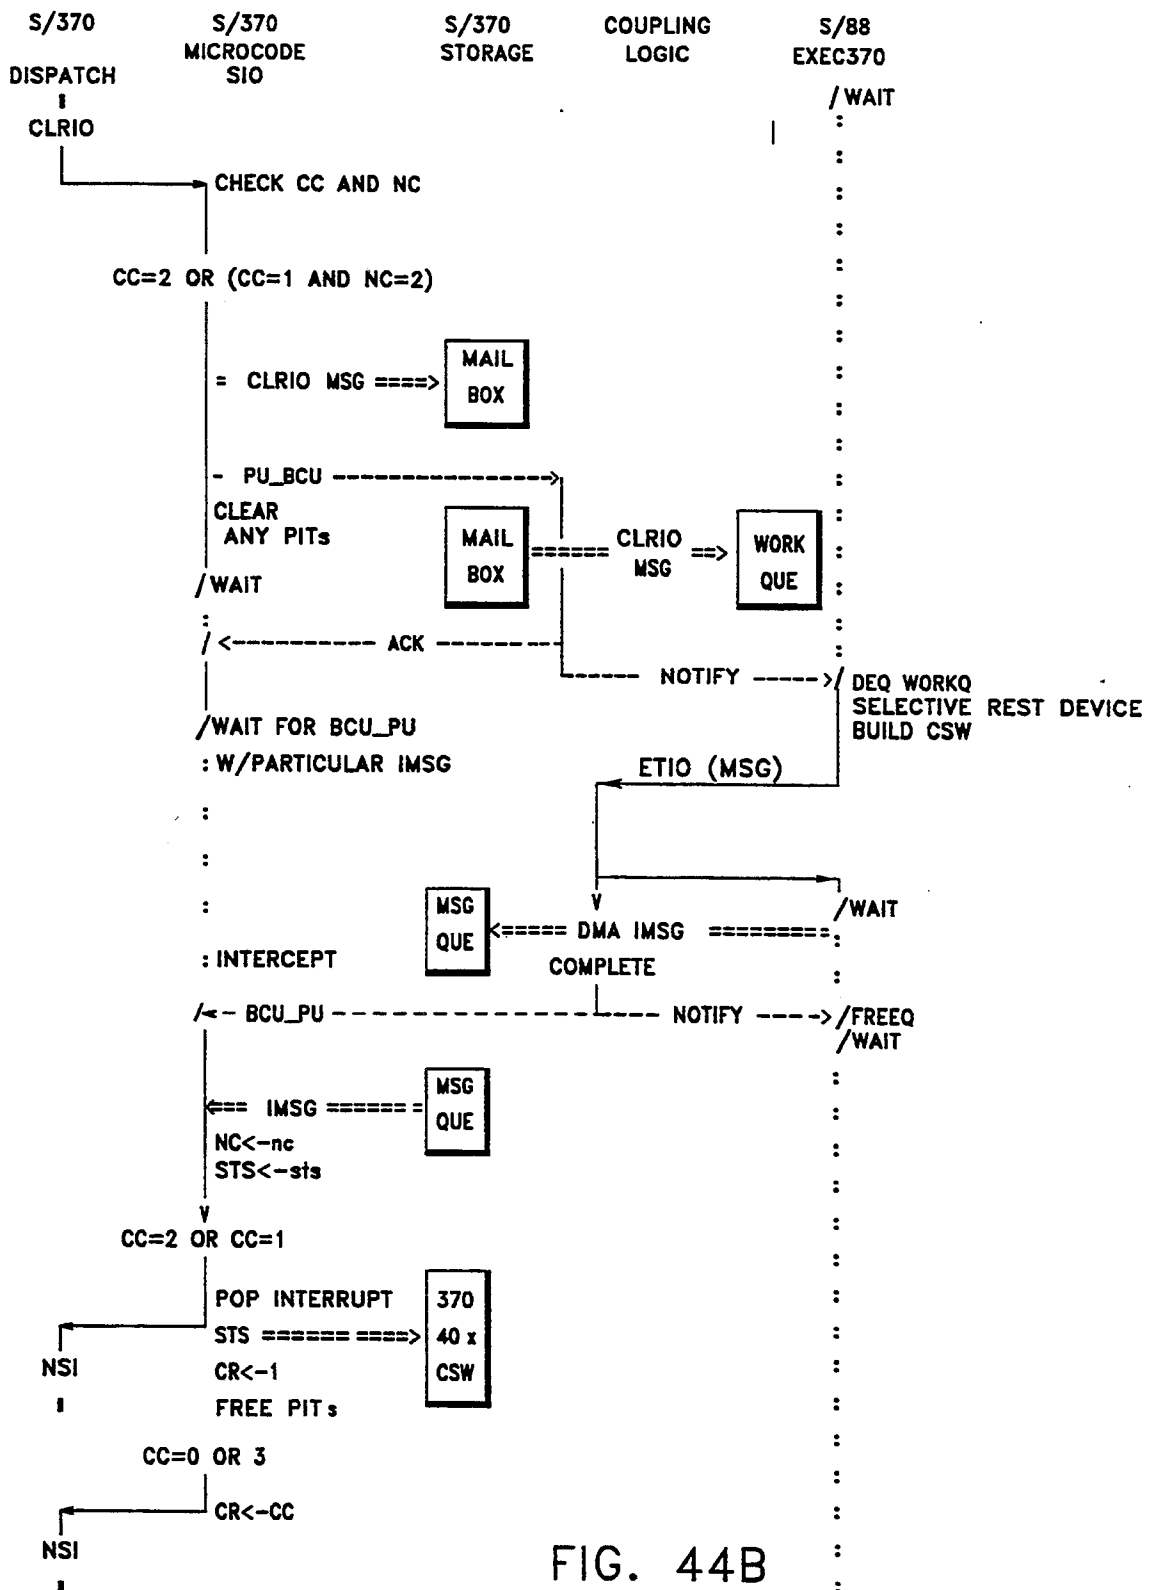 S/370 S/370 S/370 COUPLING S/88
MICROCODE STORAGE LOGIC EXEC370
DISPATCH SIO
/WAIT
CLRIO
CHECK CC AND NC
CC=2 OR (CC=1 AND NC=2)
MAIL
= CLRIO MSG ====>
BOX
- PU_BCU --------------->
CLEAR
ANY PITs
MAIL ===== CLRIO ==> WORK
BOX MSG QUE
/WAIT
/ <----------- ACK ---------
------ NOTIFY ----->/ DEQ WORKQ
SELECTIVE REST DEVICE
/WAIT FOR BCU_PU BUILD CSW
: W/PARTICULAR IMSG
ETIO (MSG)
MSG /WAIT
QUE <===== DMA IMSG ========
: INTERCEPT COMPLETE
/<-- BCU_PU --------------- NOTIFY ---->/FREEQ
/WAIT
MSG
<=== IMSG ======= QUE
NC<-nc
STS<-sts
CC=2 OR CC=1
POP INTERRUPT 370
STS ====== ====> 40 x
NSI CR<-1 CSW
FREE PITs
CC=0 OR 3
CR<-CC
NSI
FIG. 44B